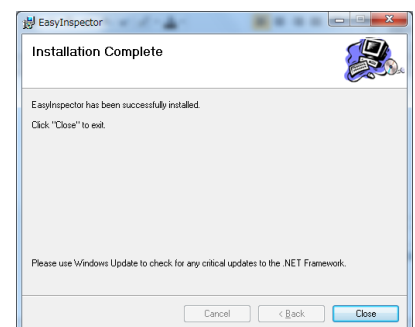 EasyInspector
Installation Complete
EasyInspector has been successfully installed.
Click "Close" to exit.
Please use Windows Update to check for any critical updates to the .NET Framework.
Cancel
< Back
Close